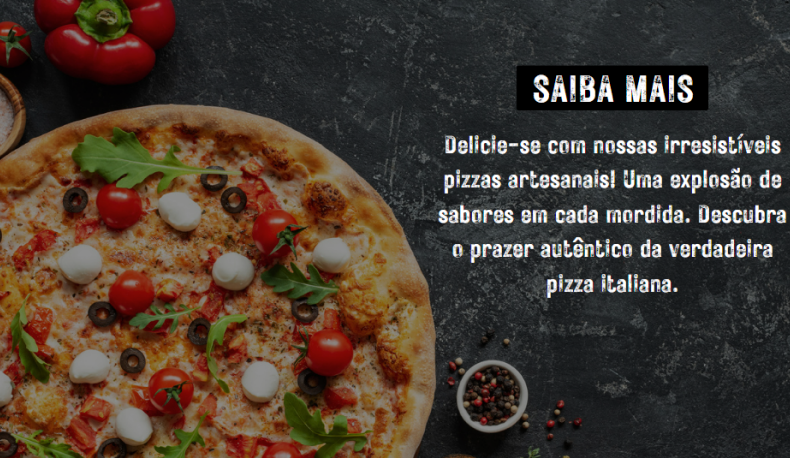 SAIBA MAIS
Delicie-se com nossas irresistíveis
pizzas artesanais! Uma explosão de
sabores em cada mordida. Descubra
o prazer autêntico da verdadeira
pizza italiana.